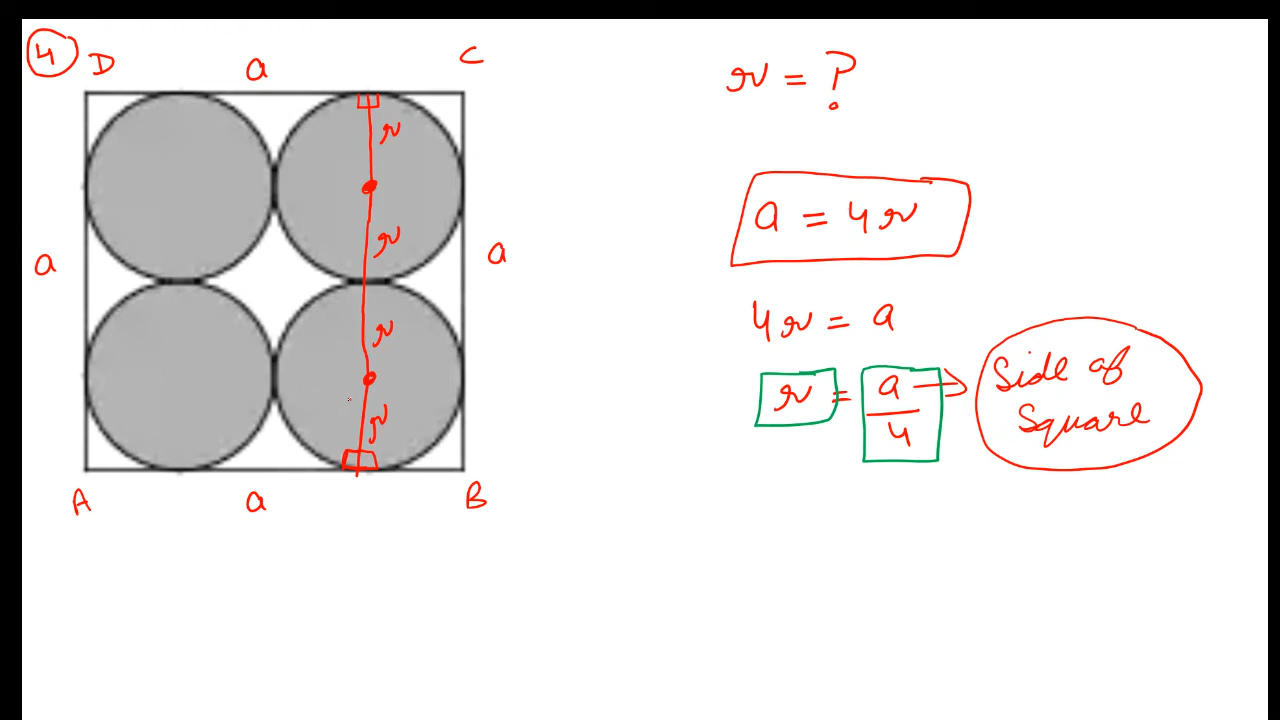 4
D
a
C
r
r
a
a
r
r
A
a
B
r = ?
a = 4r
4r = a
r = a/4 → Side of
Square